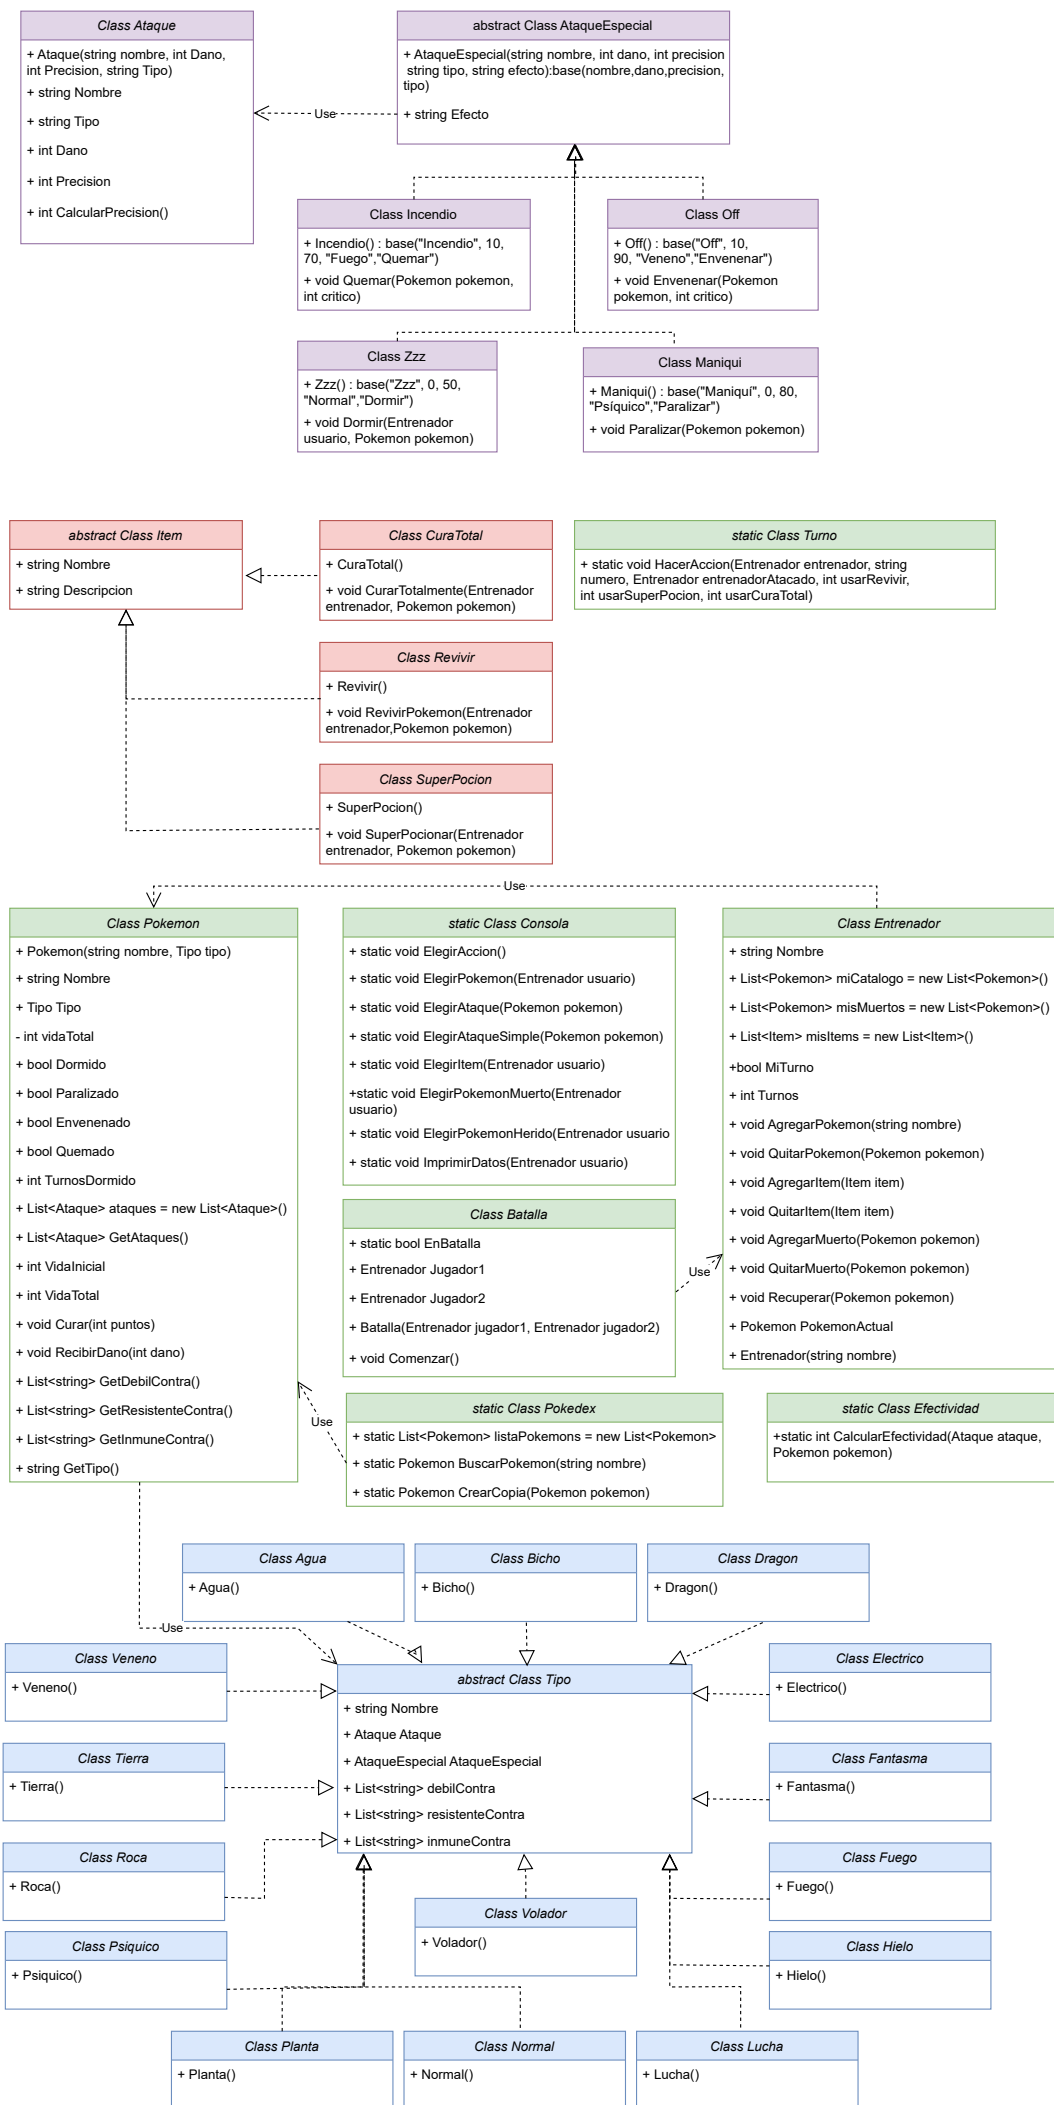 Class Ataque
+ Ataque(string nombre, int Dano,
int Precision, string Tipo)
+ string Nombre
+ string Tipo
+ int Dano
+ int Precision
+ int CalcularPrecision()
abstract Class AtaqueEspecial
+ AtaqueEspecial(string nombre, int dano, int precision
string tipo, string efecto):base(nombre,dano,precision,
tipo)
+ string Efecto
Use
Class Incendio
+ Incendio() : base("Incendio", 10,
70, "Fuego","Quemar")
+ void Quemar(Pokemon pokemon,
int critico)
Class Off
+ Off() : base("Off", 10,
90, "Veneno","Envenenar")
+ void Envenenar(Pokemon
pokemon, int critico)
Class Zzz
+ Zzz() : base("Zzz", 0, 50,
"Normal","Dormir")
+ void Dormir(Entrenador
usuario, Pokemon pokemon)
Class Maniqui
+ Maniqui() : base("Maniquí", 0, 80,
"Psíquico","Paralizar")
+ void Paralizar(Pokemon pokemon)
abstract Class Item
+ string Nombre
+ string Descripcion
Class CuraTotal
+ CuraTotal()
+ void CurarTotalmente(Entrenador
entrenador, Pokemon pokemon)
static Class Turno
+ static void HacerAccion(Entrenador entrenador, string
numero, Entrenador entrenadorAtacado, int usarRevivir,
int usarSuperPocion, int usarCuraTotal)
Class Revivir
+ Revivir()
+ void RevivirPokemon(Entrenador
entrenador,Pokemon pokemon)
Class SuperPocion
+ SuperPocion()
+ void SuperPocionar(Entrenador
entrenador, Pokemon pokemon)
Use
Class Pokemon
+ Pokemon(string nombre, Tipo tipo)
+ string Nombre
+ Tipo Tipo
- int vidaTotal
+ bool Dormido
+ bool Paralizado
+ bool Envenenado
+ bool Quemado
+ int TurnosDormido
+ List<Ataque> ataques = new List<Ataque>()
+ List<Ataque> GetAtaques()
+ int VidaInicial
+ int VidaTotal
+ void Curar(int puntos)
+ void RecibirDano(int dano)
+ List<string> GetDebilContra()
+ List<string> GetResistenteContra()
+ List<string> GetInmuneContra()
+ string GetTipo()
static Class Consola
+ static void ElegirAccion()
+ static void ElegirPokemon(Entrenador usuario)
+ static void ElegirAtaque(Pokemon pokemon)
+ static void ElegirAtaqueSimple(Pokemon pokemon)
+ static void ElegirItem(Entrenador usuario)
+static void ElegirPokemonMuerto(Entrenador
usuario)
+ static void ElegirPokemonHerido(Entrenador usuario
+ static void ImprimirDatos(Entrenador usuario)
Class Batalla
+ static bool EnBatalla
+ Entrenador Jugador1
+ Entrenador Jugador2
+ Batalla(Entrenador jugador1, Entrenador jugador2)
+ void Comenzar()
Use
Class Entrenador
+ string Nombre
+ List<Pokemon> miCatalogo = new List<Pokemon>()
+ List<Pokemon> misMuertos = new List<Pokemon>()
+ List<Item> misItems = new List<Item>()
+bool MiTurno
+ int Turnos
+ void AgregarPokemon(string nombre)
+ void QuitarPokemon(Pokemon pokemon)
+ void AgregarItem(Item item)
+ void QuitarItem(Item item)
+ void AgregarMuerto(Pokemon pokemon)
+ void QuitarMuerto(Pokemon pokemon)
+ void Recuperar(Pokemon pokemon)
+ Pokemon PokemonActual
+ Entrenador(string nombre)
Use
static Class Pokedex
+ static List<Pokemon> listaPokemons = new List<Pokemon>
+ static Pokemon BuscarPokemon(string nombre)
+ static Pokemon CrearCopia(Pokemon pokemon)
static Class Efectividad
+static int CalcularEfectividad(Ataque ataque,
Pokemon pokemon)
Class Agua
+ Agua()
Class Bicho
+ Bicho()
Class Dragon
+ Dragon()
Use
Class Veneno
+ Veneno()
abstract Class Tipo
+ string Nombre
+ Ataque Ataque
+ AtaqueEspecial AtaqueEspecial
+ List<string> debilContra
+ List<string> resistenteContra
+ List<string> inmuneContra
Class Electrico
+ Electrico()
Class Tierra
+ Tierra()
Class Fantasma
+ Fantasma()
Class Roca
+ Roca()
Class Fuego
+ Fuego()
Class Volador
+ Volador()
Class Psiquico
+ Psiquico()
Class Hielo
+ Hielo()
Class Planta
+ Planta()
Class Normal
+ Normal()
Class Lucha
+ Lucha()